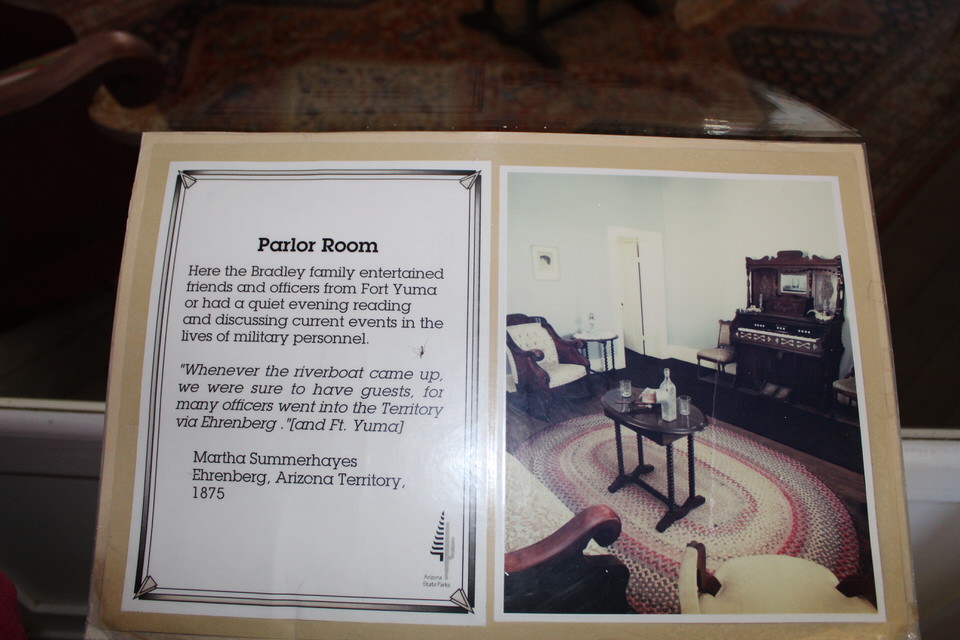 Parlor Room
Here the Bradley family entertained
friends and officers from Fort Yuma
or had a quiet evening reading
and discussing current events in the
lives of military personnel.
"Whenever the riverboat came up,
we were sure to have guests, for
many officers went into the Territory
via Ehrenberg ."[and Ft. Yuma]
Martha Summerhayes
Ehrenberg, Arizona Territory,
1875
Arizona
State Parks